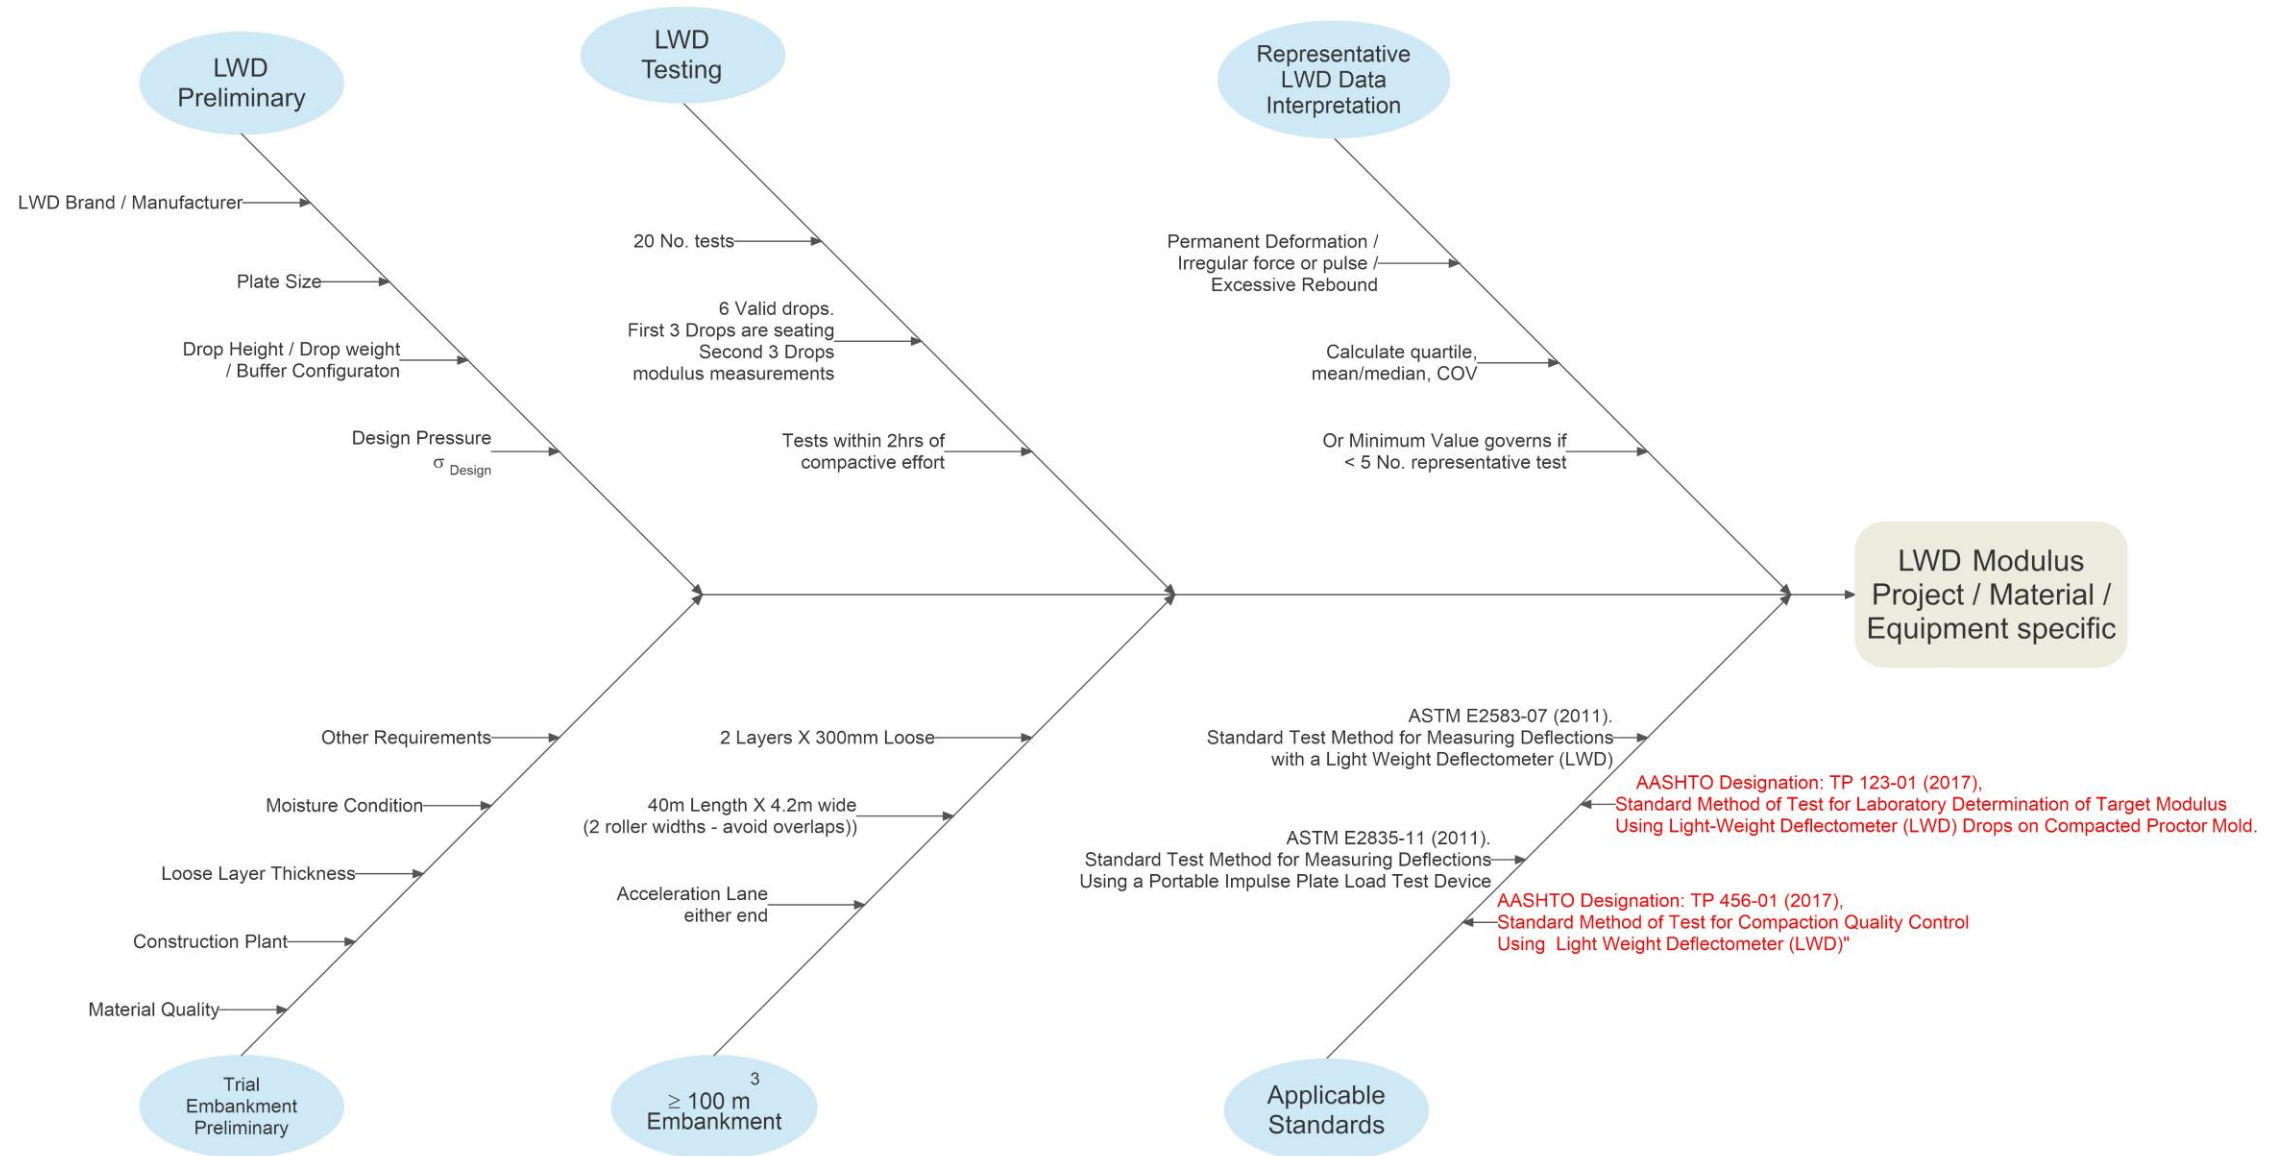 LWD
Preliminary
LWD
Testing
Representative
LWD Data
Interpretation
LWD Brand / Manufacturer
Plate Size
Drop Height / Drop weight
/ Buffer Configuraton
Design Pressure
σ Design
20 No. tests
6 Valid drops.
First 3 Drops are seating
Second 3 Drops
modulus measurements
Tests within 2hrs of
compactive effort
Permanent Deformation /
Irregular force or pulse /
Excessive Rebound
Calculate quartile,
mean/median, COV
Or Minimum Value governs if
< 5 No. representative test
LWD Modulus
Project / Material /
Equipment specific
Other Requirements
Moisture Condition
Loose Layer Thickness
Construction Plant
Material Quality
Trial
Embankment
Preliminary
2 Layers X 300mm Loose
40m Length X 4.2m wide
(2 roller widths - avoid overlaps))
Acceleration Lane
either end
≥ 100 m³
Embankment
ASTM E2583-07 (2011).
Standard Test Method for Measuring Deflections
with a Light Weight Deflectometer (LWD)
AASHTO Designation: TP 123-01 (2017),
Standard Method of Test for Laboratory Determination of Target Modulus
Using Light-Weight Deflectometer (LWD) Drops on Compacted Proctor Mold.
ASTM E2835-11 (2011).
Standard Test Method for Measuring Deflections
Using a Portable Impulse Plate Load Test Device
AASHTO Designation: TP 456-01 (2017),
Standard Method of Test for Compaction Quality Control
Using Light Weight Deflectometer (LWD)"
Applicable
Standards